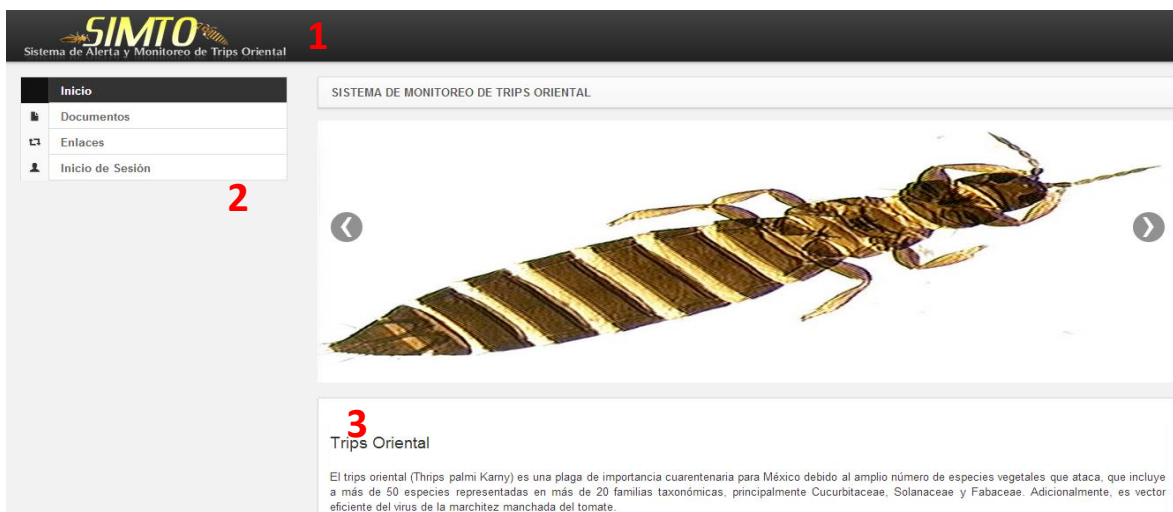 SIMTO
Sistema de Alerta y Monitoreo de Trips Oriental
1
Inicio
Documentos
Enlaces
Inicio de Sesión
2
SISTEMA DE MONITOREO DE TRIPS ORIENTAL
3
Trips Oriental
El trips oriental (Thrips palmi Karny) es una plaga de importancia cuarentenaria para México debido al amplio número de especies vegetales que ataca, que incluye
a más de 50 especies representadas en más de 20 familias taxonómicas, principalmente Cucurbitaceae, Solanaceae y Fabaceae. Adicionalmente, es vector
eficiente del virus de la marchitez manchada del tomate.